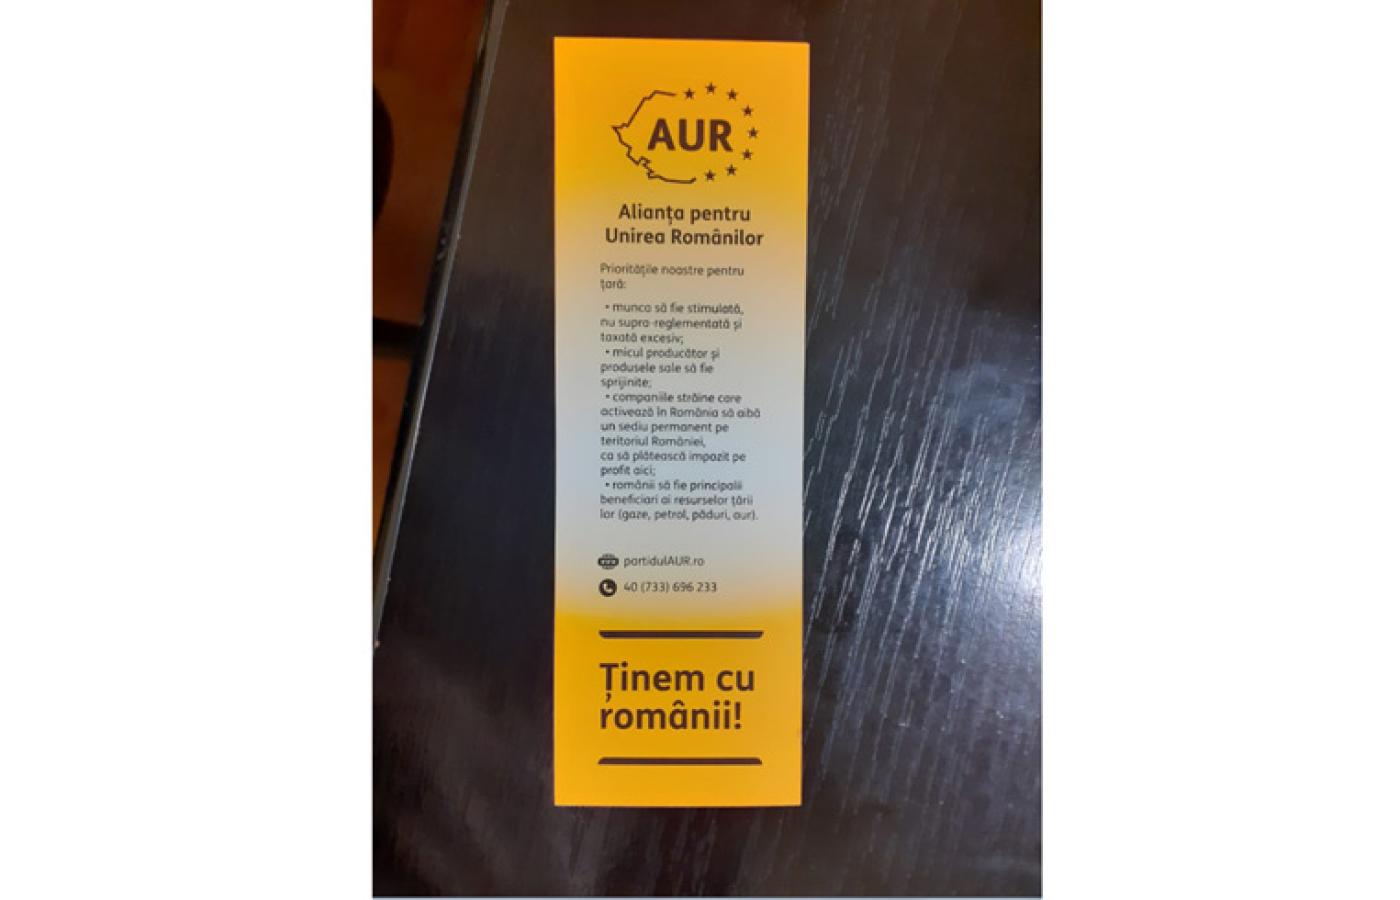 AUR
Alianța pentru
Unirea Românilor
Prioritățile noastre pentru
țară:
• munca să fie stimulată,
nu supra-reglementată și
taxată excesiv;
• micul producător și
produsele sale să fie
sprijinite;
• companiile străine care
activează în România să aibă
un sediu permanent pe
teritoriul României,
ca să plătească impozit pe
profit aici;
• românii să fie principalii
beneficiari ai resurselor țării
lor (gaze, petrol, păduri, aur).
partidulAUR.ro
40 (733) 696 233
Ținem cu
românii!